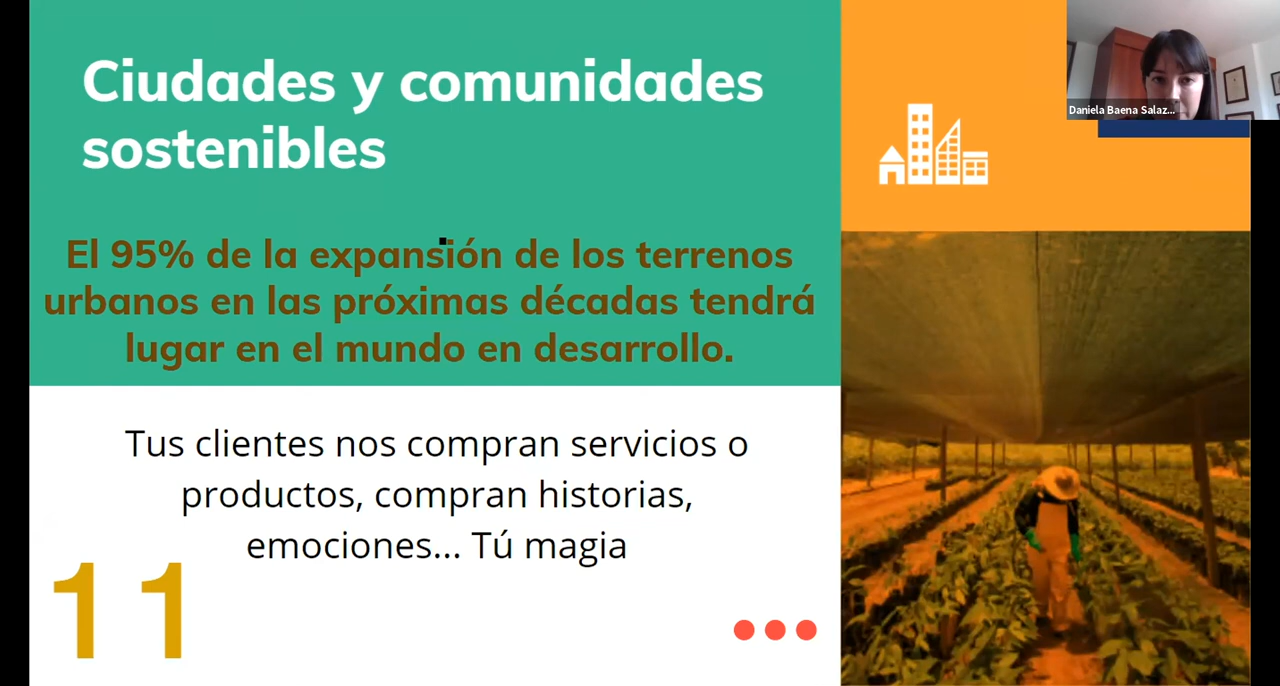 Ciudades y comunidades
sostenibles
El 95% de la expansión de los terrenos
urbanos en las próximas décadas tendrá
lugar en el mundo en desarrollo.
Tus clientes nos compran servicios o
productos, compran historias,
emociones... Tú magia
11
Daniela Baena Salaz...